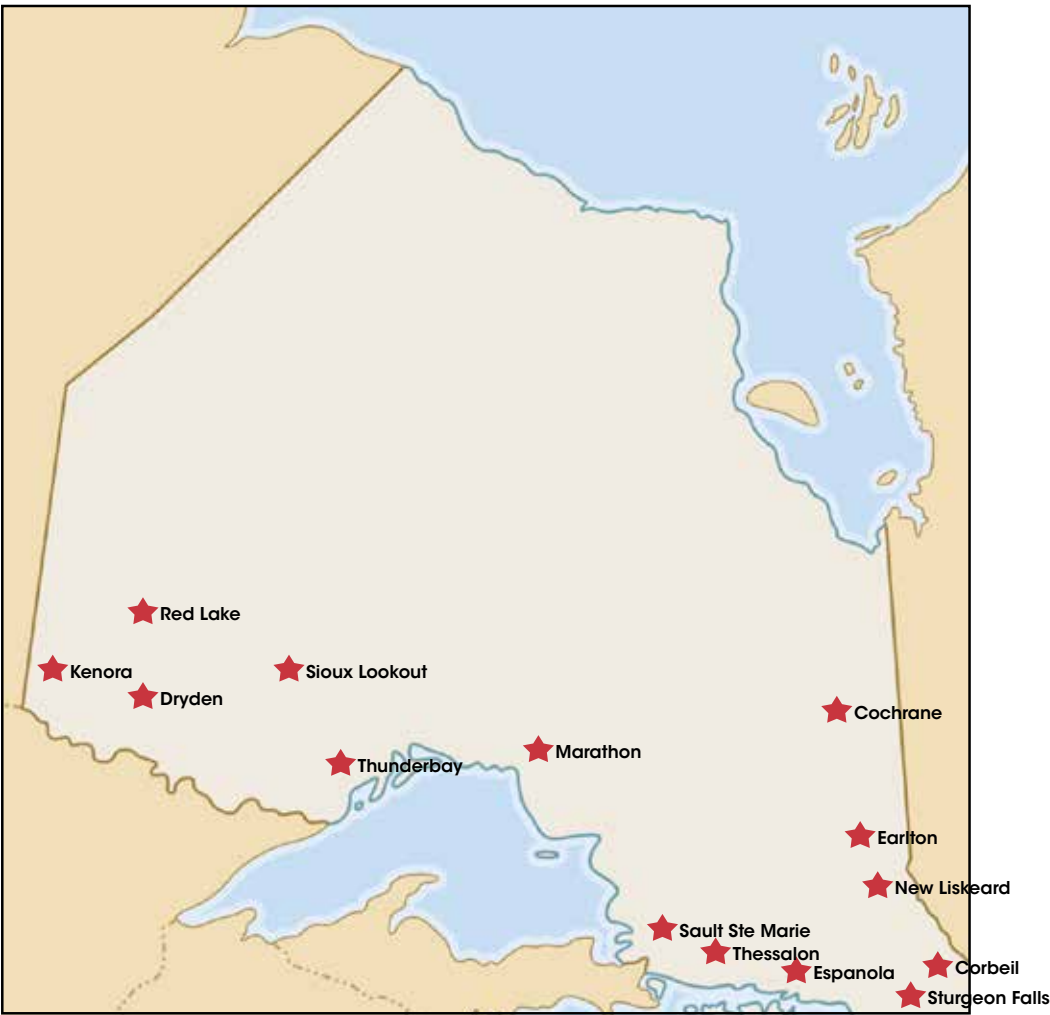 Red Lake
Kenora
Sioux Lookout
Dryden
Cochrane
Marathon
Thunderbay
Earlton
New Liskeard
Sault Ste Marie
Thessalon
Espanola
Corbeil
Sturgeon Falls